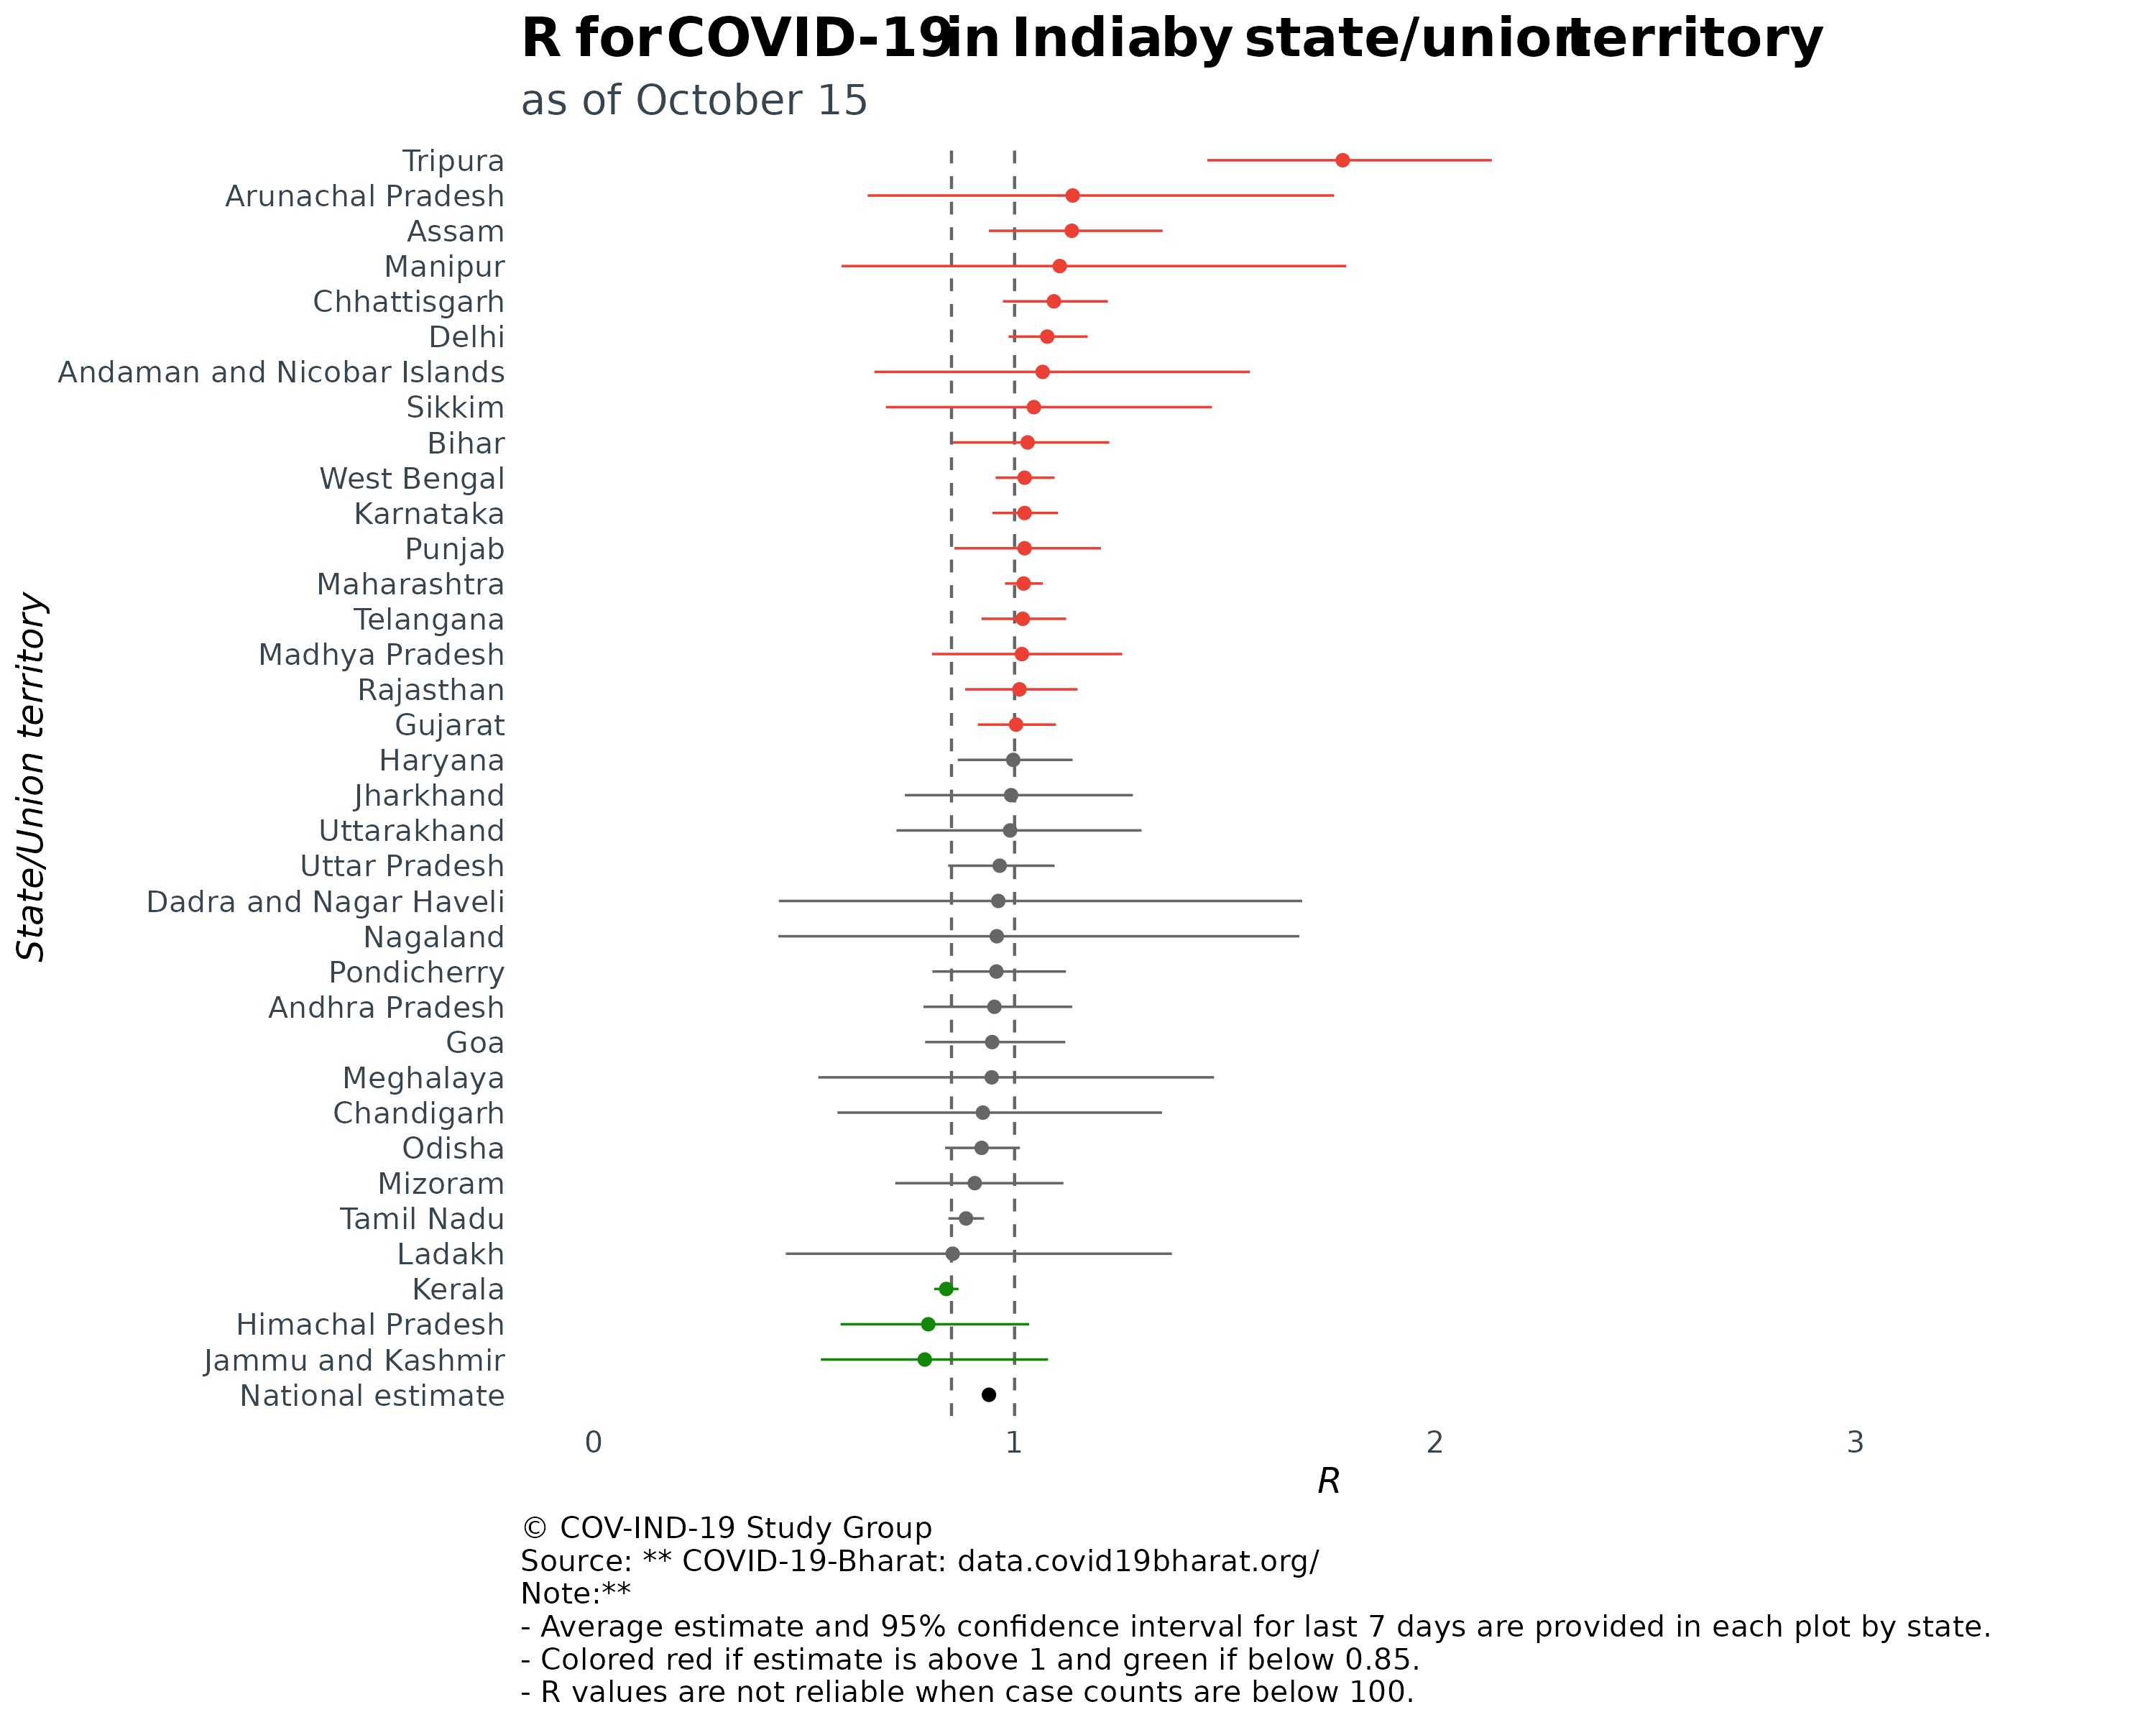 R for COVID-19 in India by state/union territory
as of October 15
Tripura
Arunachal Pradesh
Assam
Manipur
Chhattisgarh
Delhi
Andaman and Nicobar Islands
Sikkim
Bihar
West Bengal
Karnataka
Punjab
Maharashtra
Telangana
Madhya Pradesh
Rajasthan
Gujarat
Haryana
Jharkhand
Uttarakhand
Uttar Pradesh
Dadra and Nagar Haveli
Nagaland
Pondicherry
Andhra Pradesh
Goa
Meghalaya
Chandigarh
Odisha
Mizoram
Tamil Nadu
Ladakh
Kerala
Himachal Pradesh
Jammu and Kashmir
National estimate
State/Union territory
0 1 2 3
R
© COV-IND-19 Study Group
Source: ** COVID-19-Bharat: data.covid19bharat.org/
Note:**
- Average estimate and 95% confidence interval for last 7 days are provided in each plot by state.
- Colored red if estimate is above 1 and green if below 0.85.
- R values are not reliable when case counts are below 100.